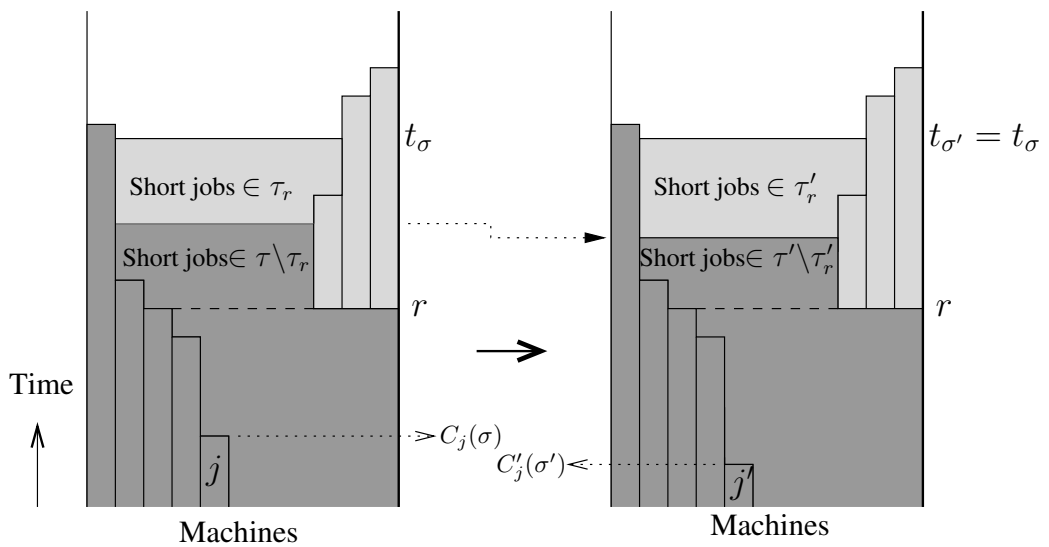 t_σ
t_{σ'} = t_σ
Short jobs ∈ τ_r
Short jobs ∈ τ'_r
Short jobs∈ τ\τ_r
Short jobs∈ τ'\τ'_r
r
r
Time
C_j(σ)
C'_j(σ')
j
j'
Machines
Machines